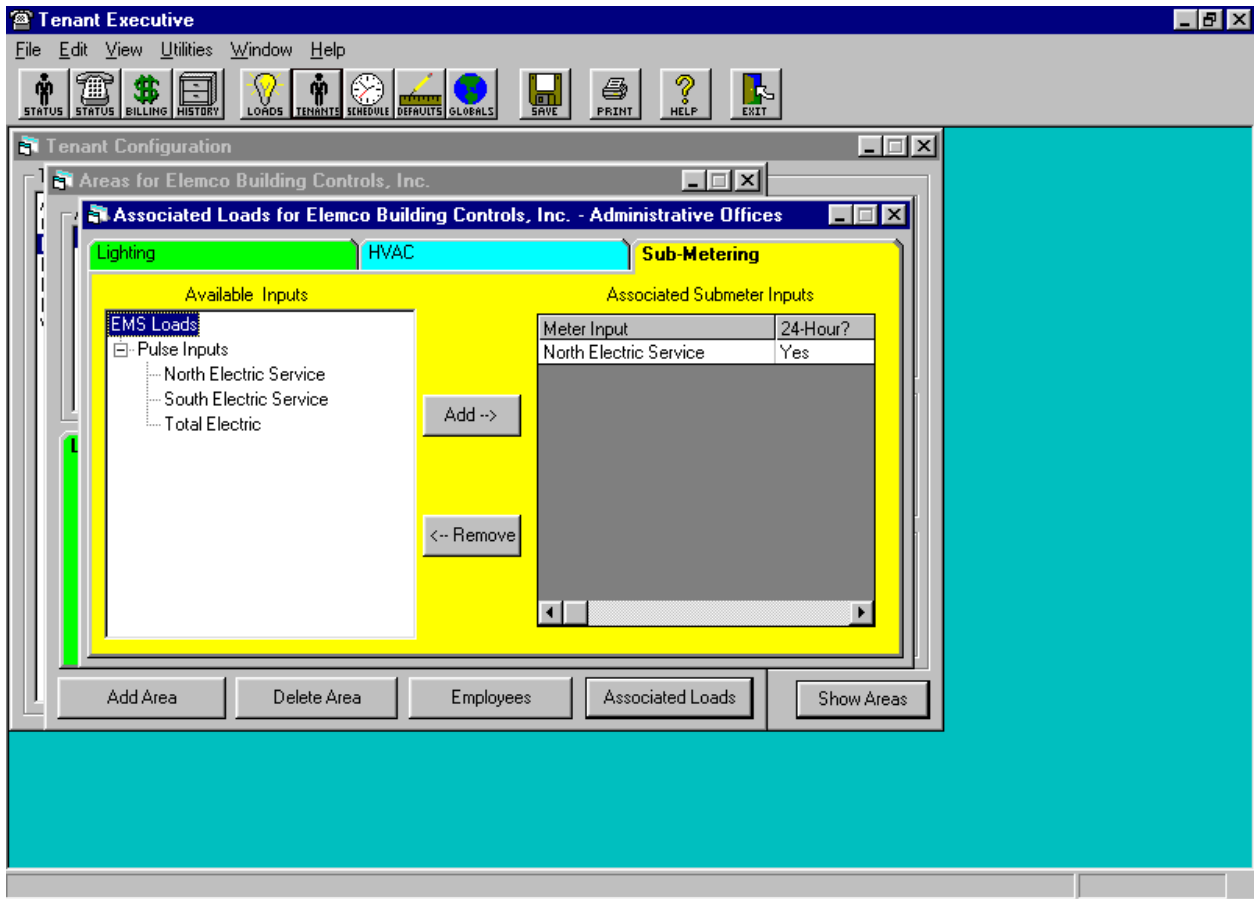 Tenant Executive
File Edit View Utilities Window Help
STATUS STATUS BILLING HISTORY LOADS TENANTS SCHEDULE DEFAULTS GLOBALS SAVE PRINT HELP EXIT
Tenant Configuration
Areas for Elemco Building Controls, Inc.
Associated Loads for Elemco Building Controls, Inc. - Administrative Offices
Lighting HVAC Sub-Metering
Available Inputs Associated Submeter Inputs
EMS Loads
Pulse Inputs
North Electric Service
South Electric Service
Total Electric
Add -->
<-- Remove
Meter Input 24-Hour?
North Electric Service Yes
Add Area Delete Area Employees Associated Loads Show Areas